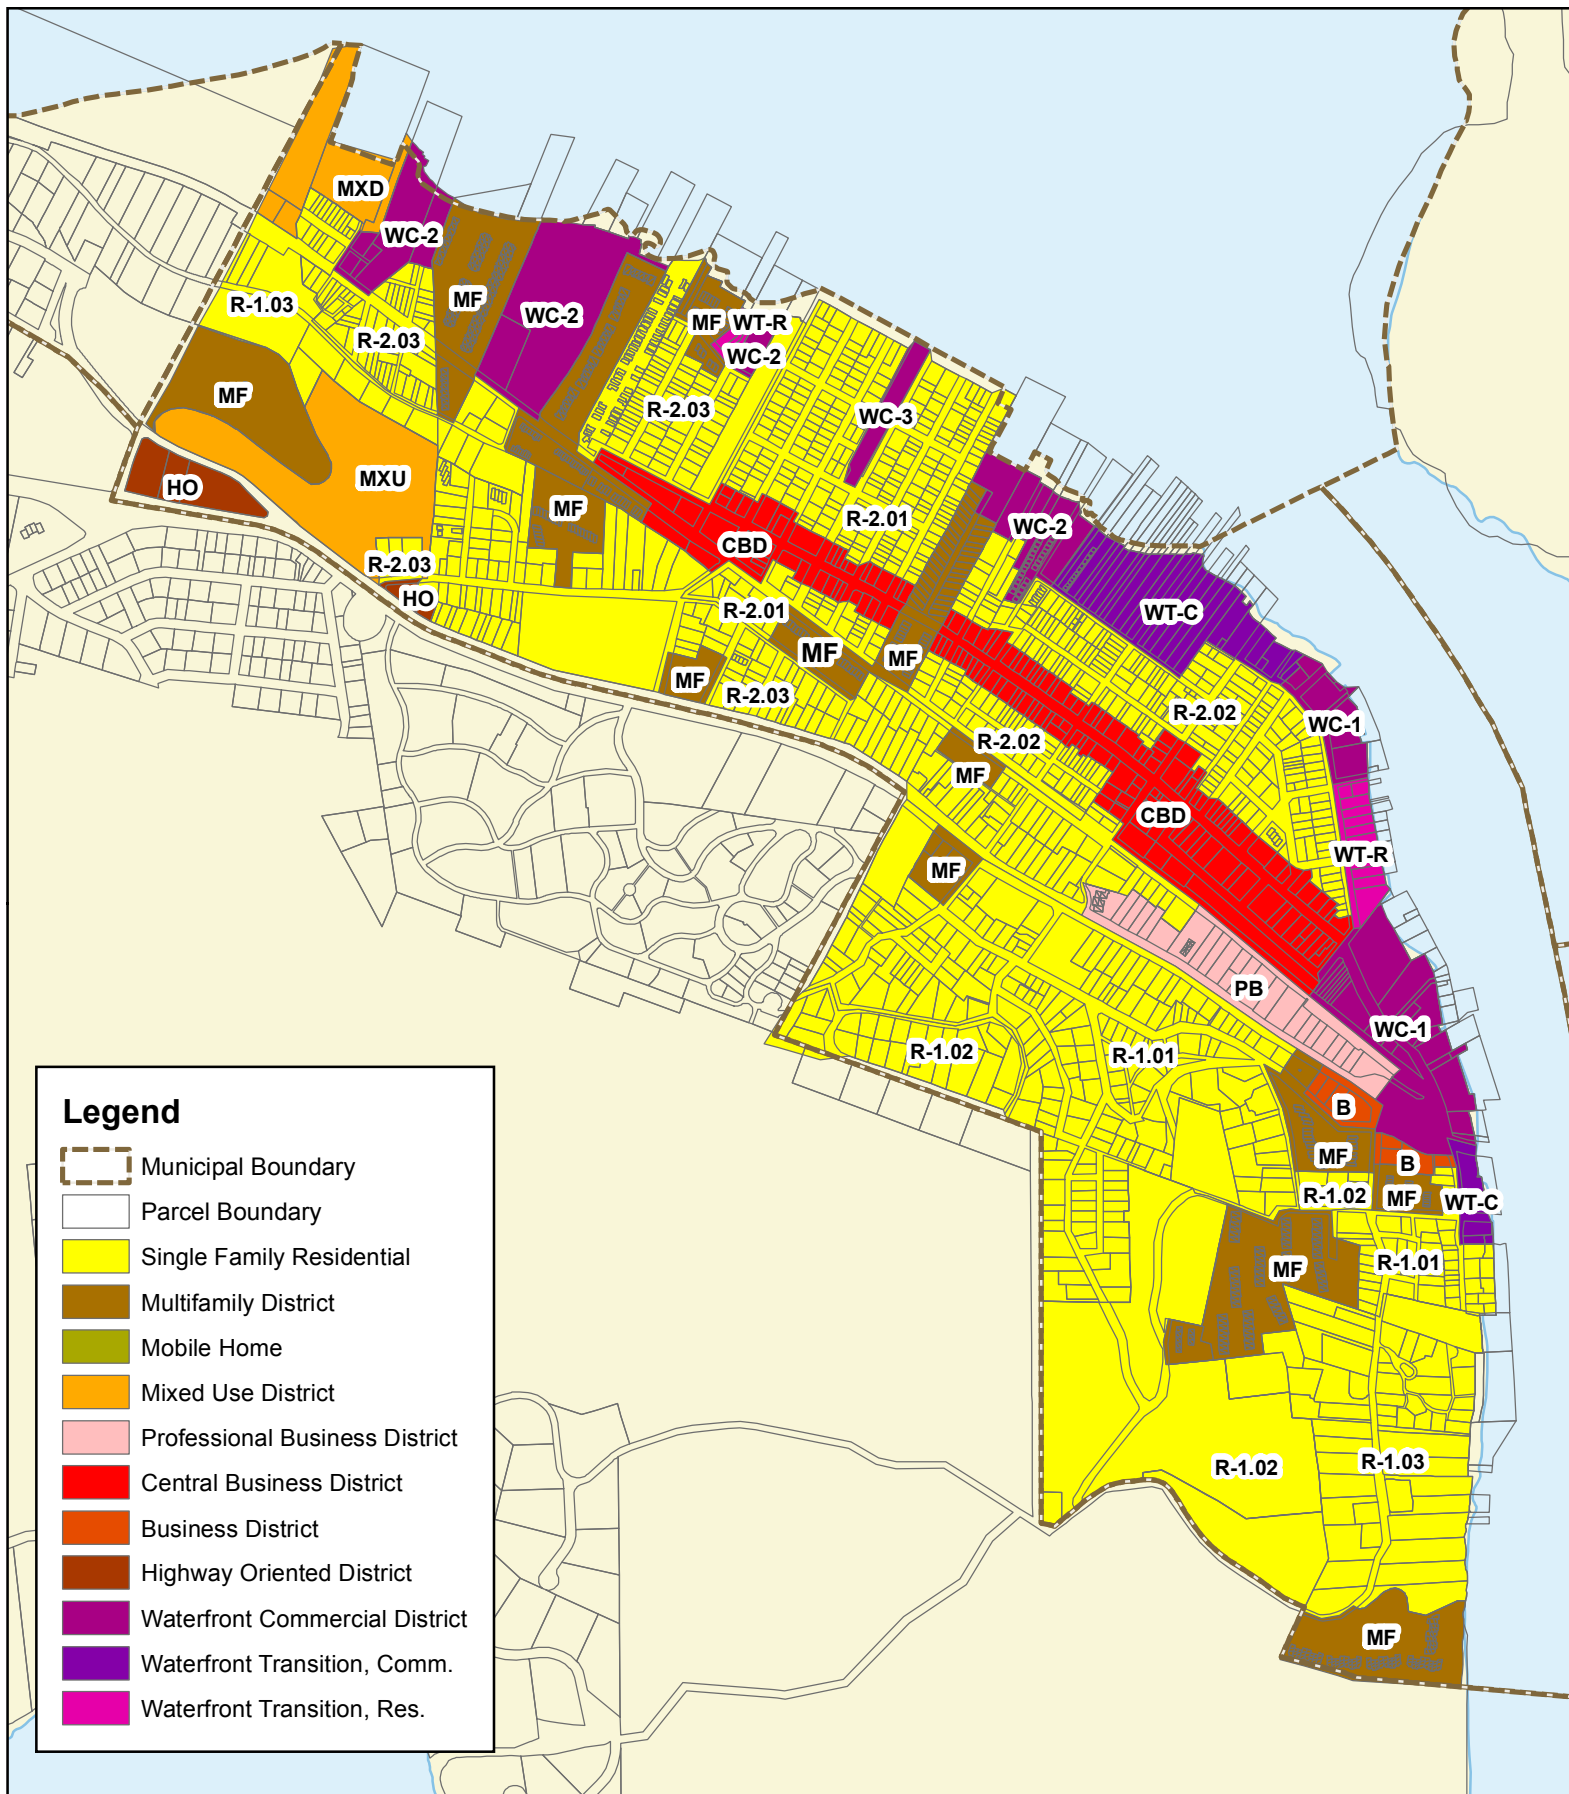 MXD
WC-2
R-1.03
MF
R-2.03
WC-2
MF
WT-R
WC-2
MF
R-2.03
WC-3
HO
MXU
MF
R-2.01
WC-2
CBD
R-2.03
HO
R-2.01
WT-C
MF
MF
MF
R-2.03
R-2.02
WC-1
R-2.02
MF
CBD
WT-R
MF
PB
WC-1
R-1.02
R-1.01
B
MF
B
R-1.02
MF
WT-C
MF
R-1.01
R-1.02
R-1.03
MF
Legend
Municipal Boundary
Parcel Boundary
Single Family Residential
Multifamily District
Mobile Home
Mixed Use District
Professional Business District
Central Business District
Business District
Highway Oriented District
Waterfront Commercial District
Waterfront Transition, Comm.
Waterfront Transition, Res.